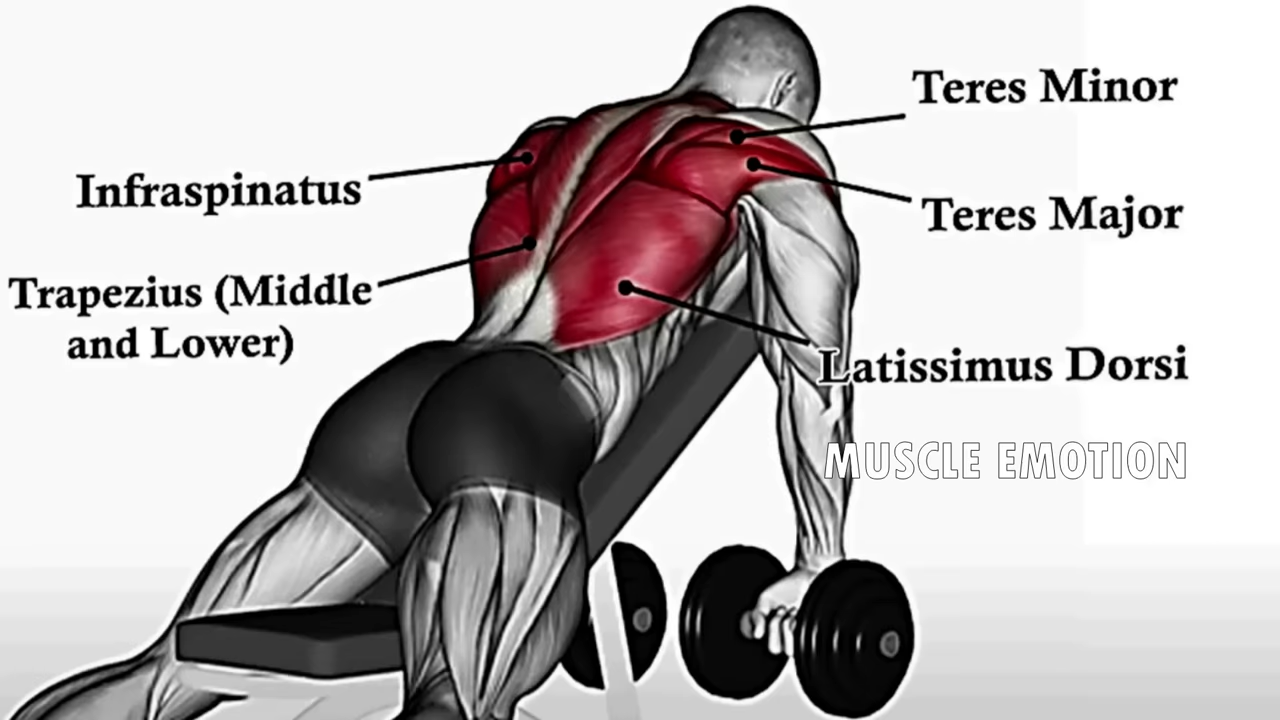 Teres Minor
Infraspinatus
Teres Major
Trapezius (Middle
and Lower)
Latissimus Dorsi
MUSCLE EMOTION